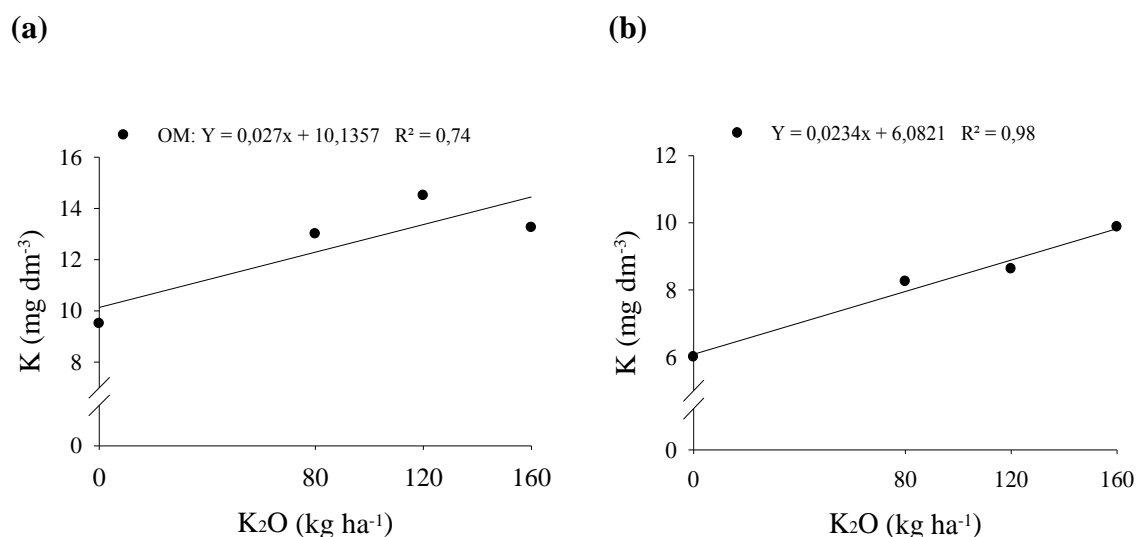 (a)
OM: Y = 0,027x + 10,1357 R² = 0,74
16
14
12
10
8
0
K (mg dm⁻³)
0 80 120 160
K₂O (kg ha⁻¹)
(b)
Y = 0,0234x + 6,0821 R² = 0,98
12
10
8
6
0
K (mg dm⁻³)
0 80 120 160
K₂O (kg ha⁻¹)